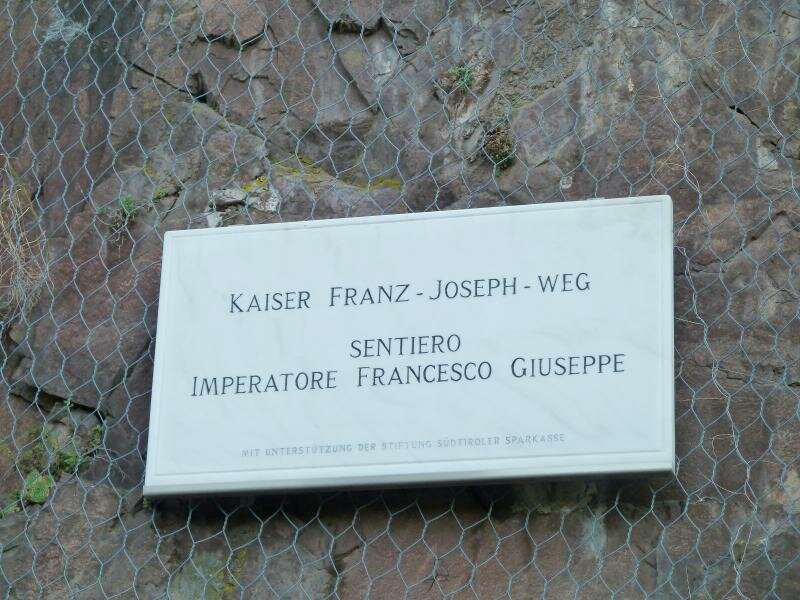 KAISER FRANZ-JOSEPH-WEG
SENTIERO
IMPERATORE FRANCESCO GIUSEPPE
MIT UNTERSTÜTZUNG DER STIFTUNG SÜDTIROLER SPARKASSE